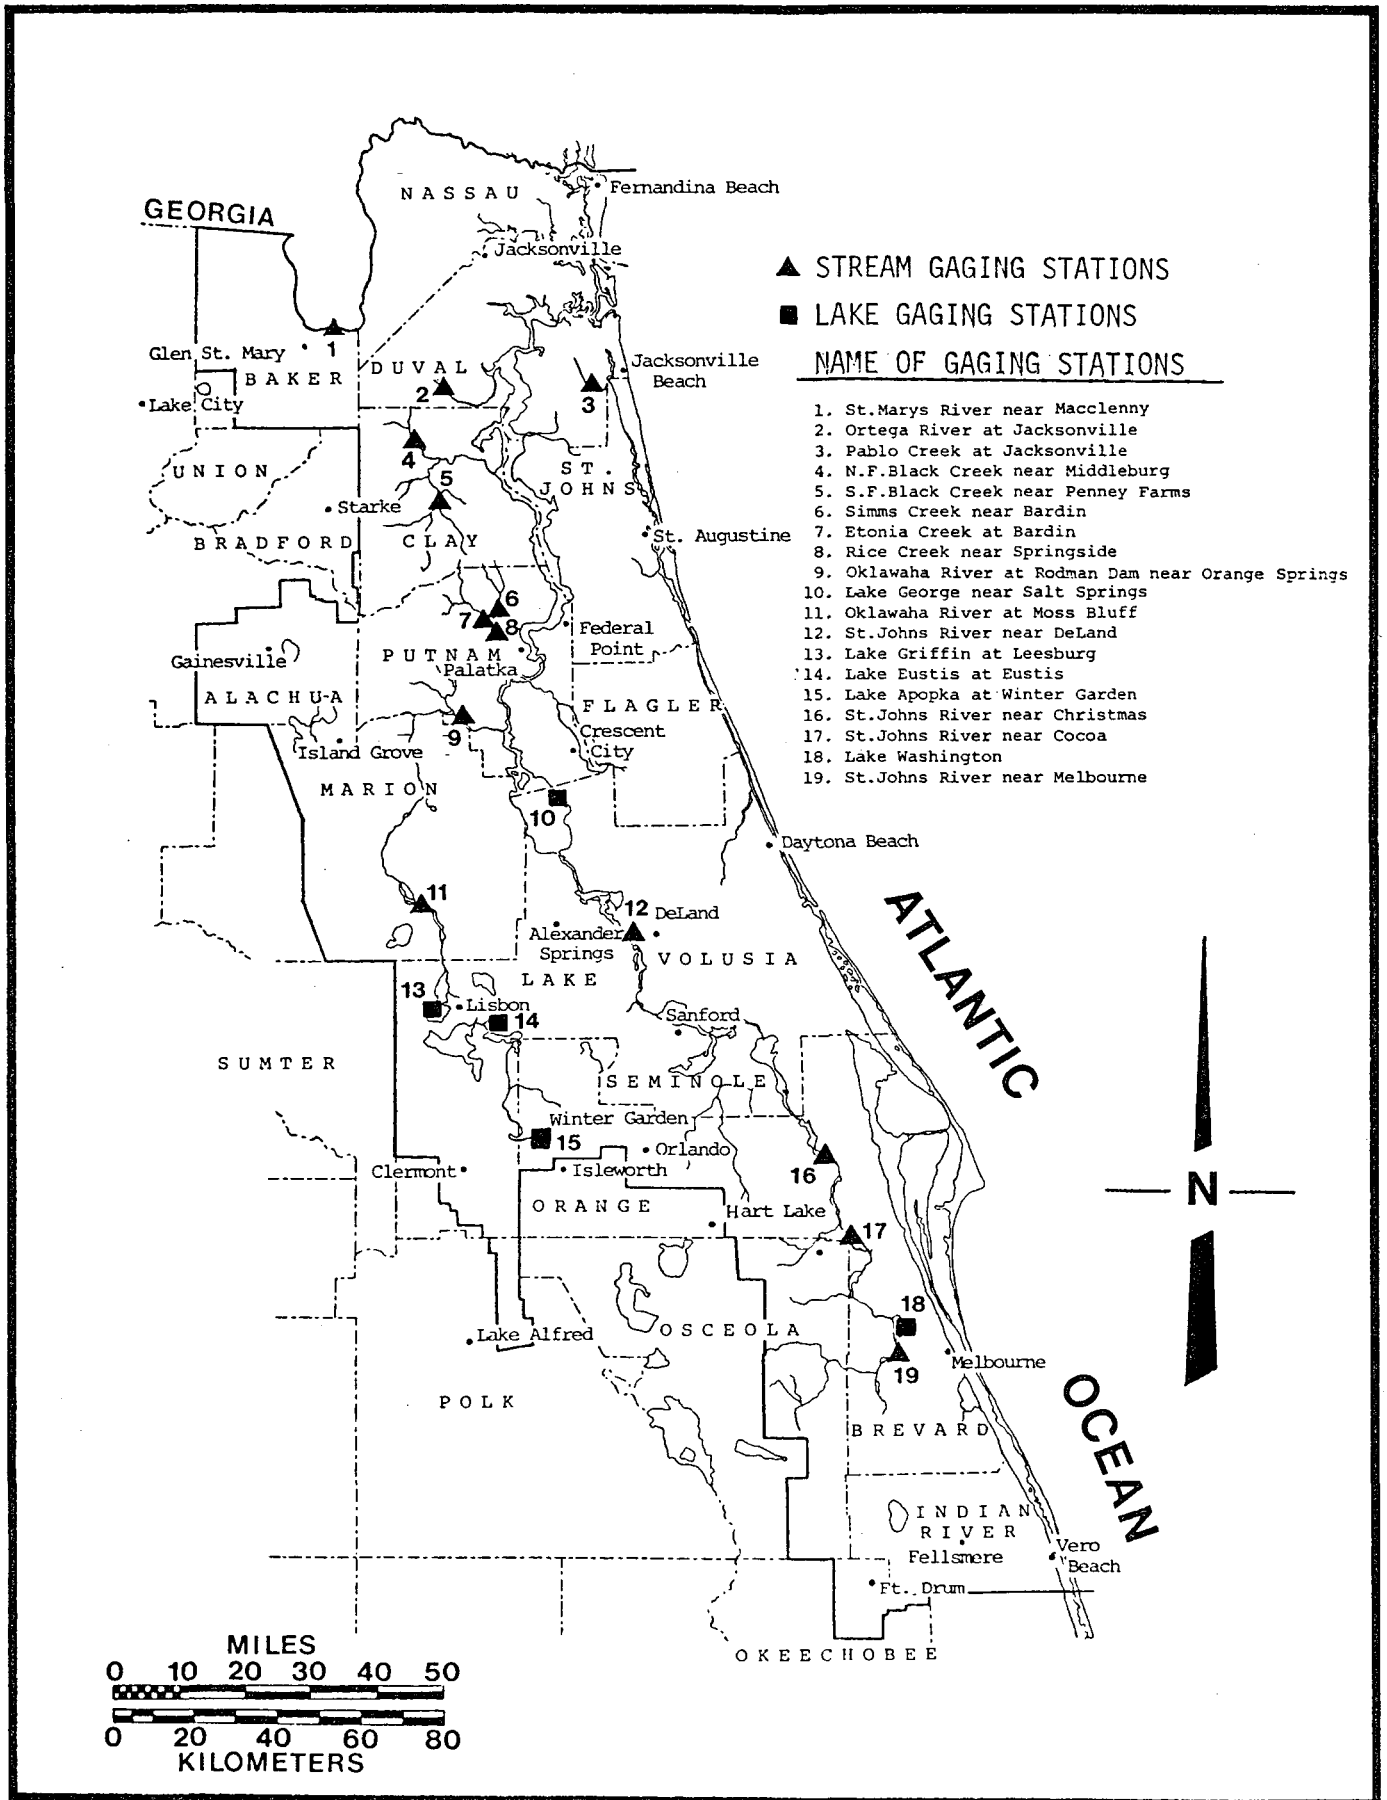 NASSAU
Fernandina Beach
GEORGIA
Jacksonville
▲ STREAM GAGING STATIONS
■ LAKE GAGING STATIONS
NAME OF GAGING STATIONS
1. St.Marys River near Macclenny
2. Ortega River at Jacksonville
3. Pablo Creek at Jacksonville
4. N.F.Black Creek near Middleburg
5. S.F.Black Creek near Penney Farms
6. Simms Creek near Bardin
7. Etonia Creek at Bardin
8. Rice Creek near Springside
9. Oklawaha River at Rodman Dam near Orange Springs
10. Lake George near Salt Springs
11. Oklawaha River at Moss Bluff
12. St.Johns River near DeLand
13. Lake Griffin at Leesburg
14. Lake Eustis at Eustis
15. Lake Apopka at Winter Garden
16. St.Johns River near Christmas
17. St.Johns River near Cocoa
18. Lake Washington
19. St.Johns River near Melbourne
1
Glen St. Mary
BAKER
DUVAL
2
3
Jacksonville
Beach
Lake City
4
UNION
5
ST.
JOHNS
Starke
BRADFORD
CLAY
St. Augustine
6
7
8
Federal
Point
PUTNAM
Palatka
Gainesville
ALACHUA
FLAGLER
9
Crescent
City
Island Grove
MARION
10
Daytona Beach
11
12
DeLand
Alexander
Springs
VOLUSIA
LAKE
ATLANTIC
13
Lisbon
14
Sanford
SUMTER
SEMINOLE
Winter Garden
15
Orlando
Clermont
Isleworth
16
ORANGE
Hart Lake
17
N
18
Lake Alfred
OSCEOLA
19
Melbourne
POLK
BREVARD
OCEAN
INDIAN
RIVER
Fellsmere
Vero
Beach
Ft. Drum
OKEECHOBEE
MILES
0 10 20 30 40 50
0 20 40 60 80
KILOMETERS